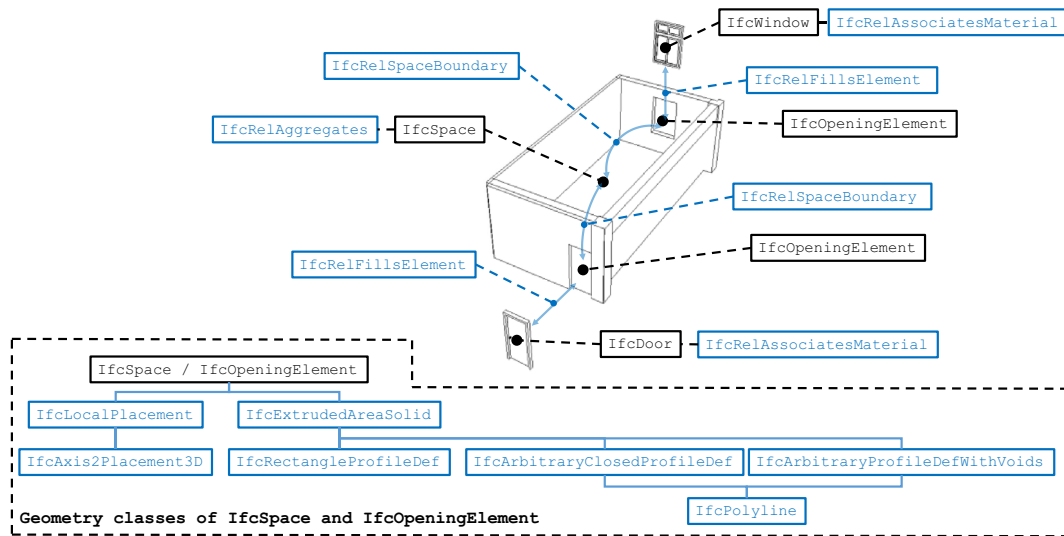 IfcWindow
IfcRelAssociatesMaterial
IfcRelSpaceBoundary
IfcRelFillsElement
IfcRelAggregates
IfcSpace
IfcOpeningElement
IfcRelSpaceBoundary
IfcOpeningElement
IfcRelFillsElement
IfcDoor
IfcRelAssociatesMaterial
IfcSpace / IfcOpeningElement
IfcLocalPlacement
IfcExtrudedAreaSolid
IfcAxis2Placement3D
IfcRectangleProfileDef
IfcArbitraryClosedProfileDef
IfcArbitraryProfileDefWithVoids
IfcPolyline
Geometry classes of IfcSpace and IfcOpeningElement